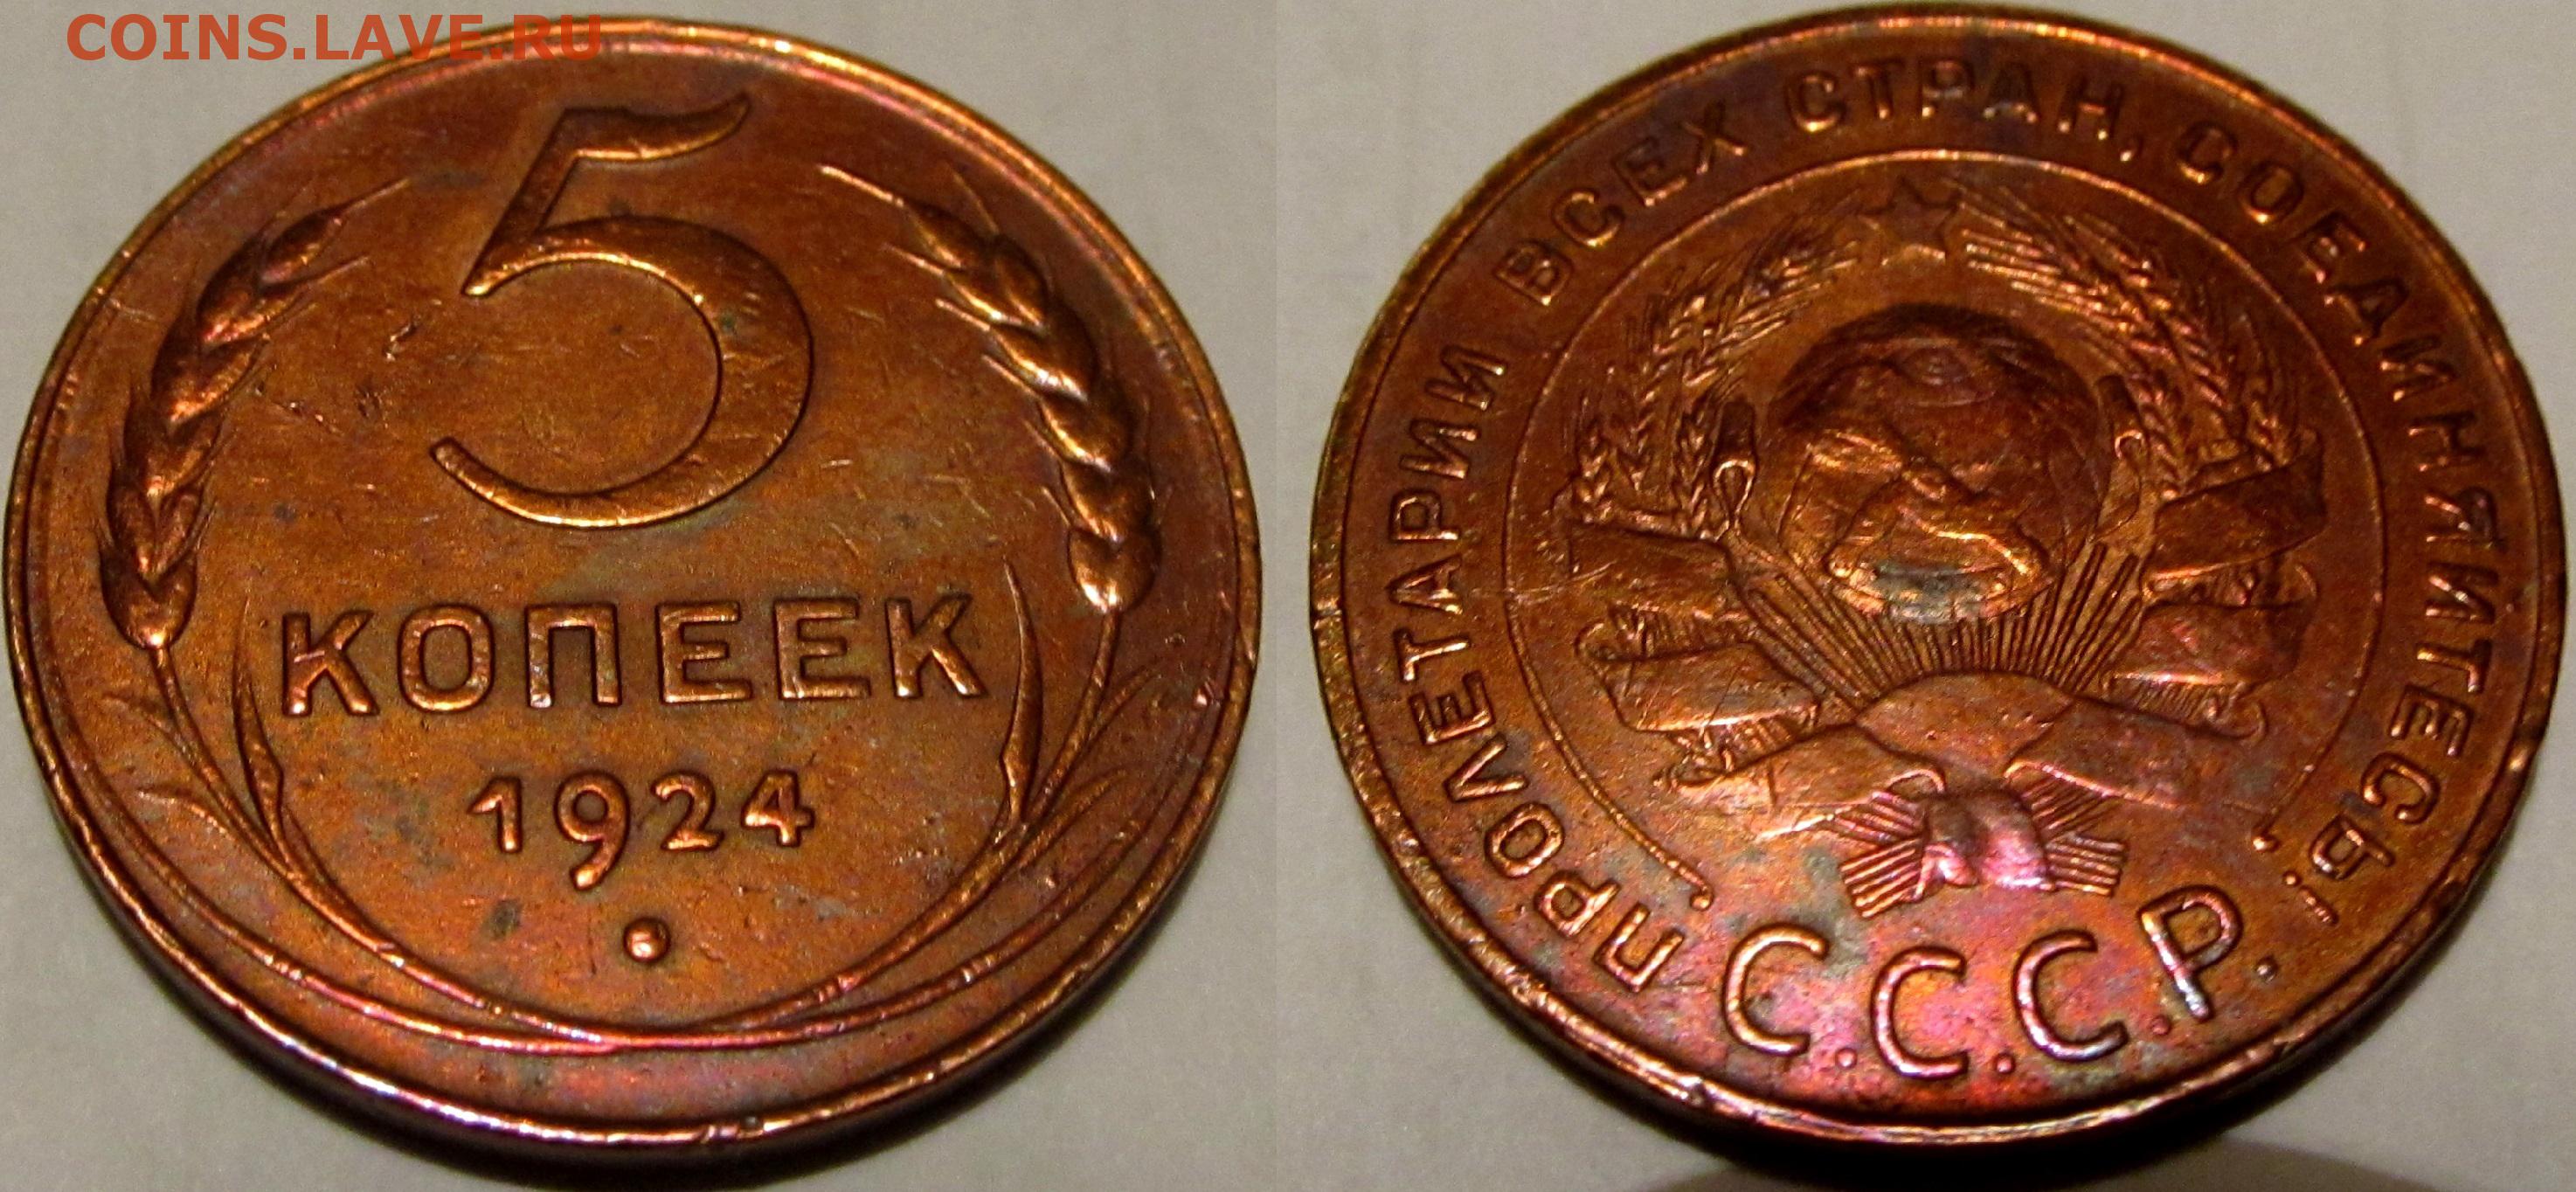 COINS.LAVE.RU
5
КОПЕЕК
1924
ПРОЛЕТАРИИ ВСЕХ СТРАН, СОЕДИНЯЙТЕСЬ!
С.С.С.Р.